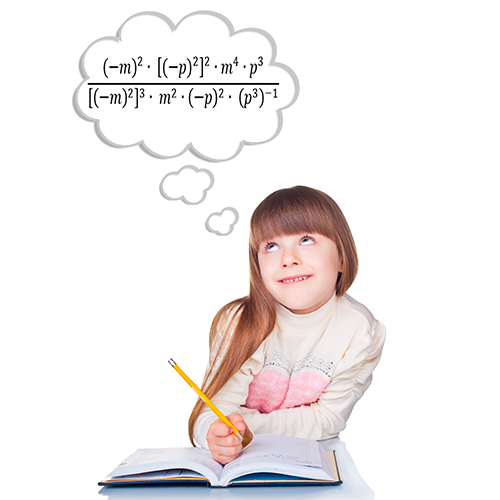 (−m)² · [(−p)²]² · m⁴ · p³
[(−m)²]³ · m² · (−p)² · (p³)⁻¹